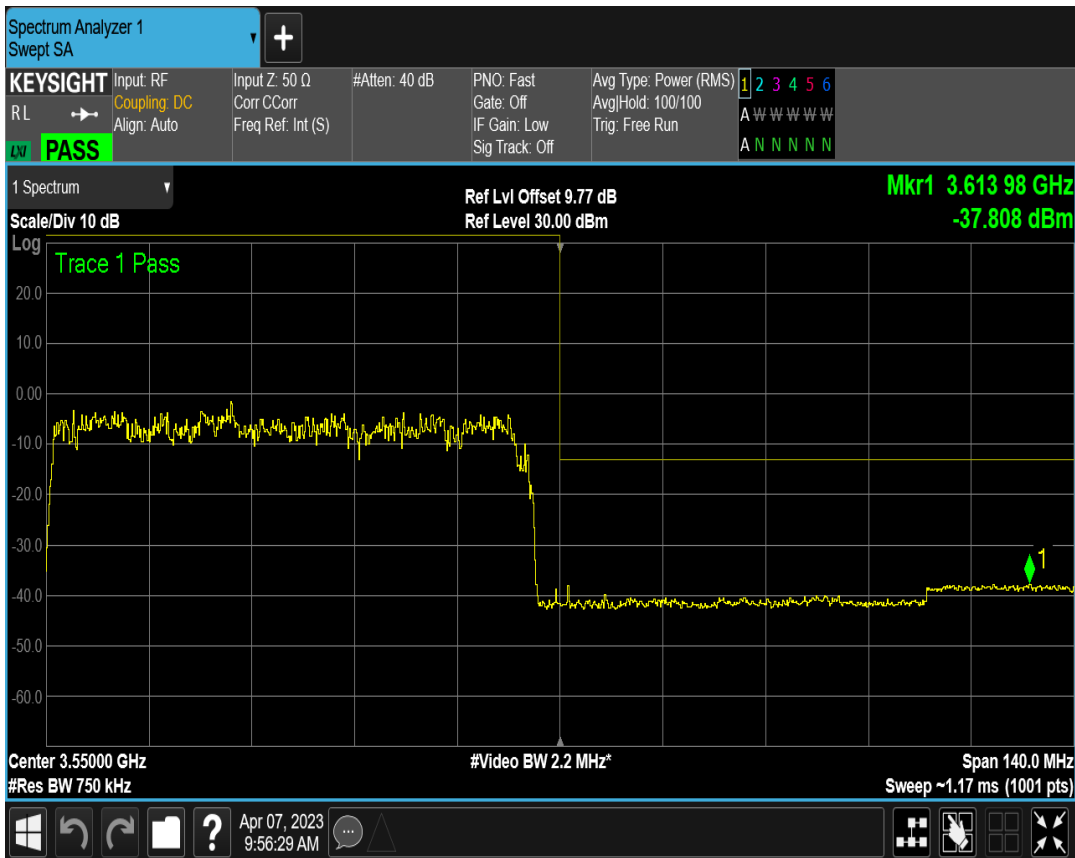 Spectrum Analyzer 1
Swept SA
+
KEYSIGHT
R L
LXI PASS
Input: RF
Coupling: DC
Align: Auto
Input Z: 50 Ω
Corr CCorr
Freq Ref: Int (S)
#Atten: 40 dB
PNO: Fast
Gate: Off
IF Gain: Low
Sig Track: Off
Avg Type: Power (RMS)
Avg|Hold: 100/100
Trig: Free Run
1 2 3 4 5 6
A W W W W W
A N N N N N
1 Spectrum
Scale/Div 10 dB
Ref Lvl Offset 9.77 dB
Ref Level 30.00 dBm
Mkr1 3.613 98 GHz
-37.808 dBm
Log
Trace 1 Pass
20.0
10.0
0.00
-10.0
-20.0
-30.0
1
-40.0
-50.0
-60.0
Center 3.55000 GHz
#Res BW 750 kHz
#Video BW 2.2 MHz*
Span 140.0 MHz
Sweep ~1.17 ms (1001 pts)
?
Apr 07, 2023
9:56:29 AM